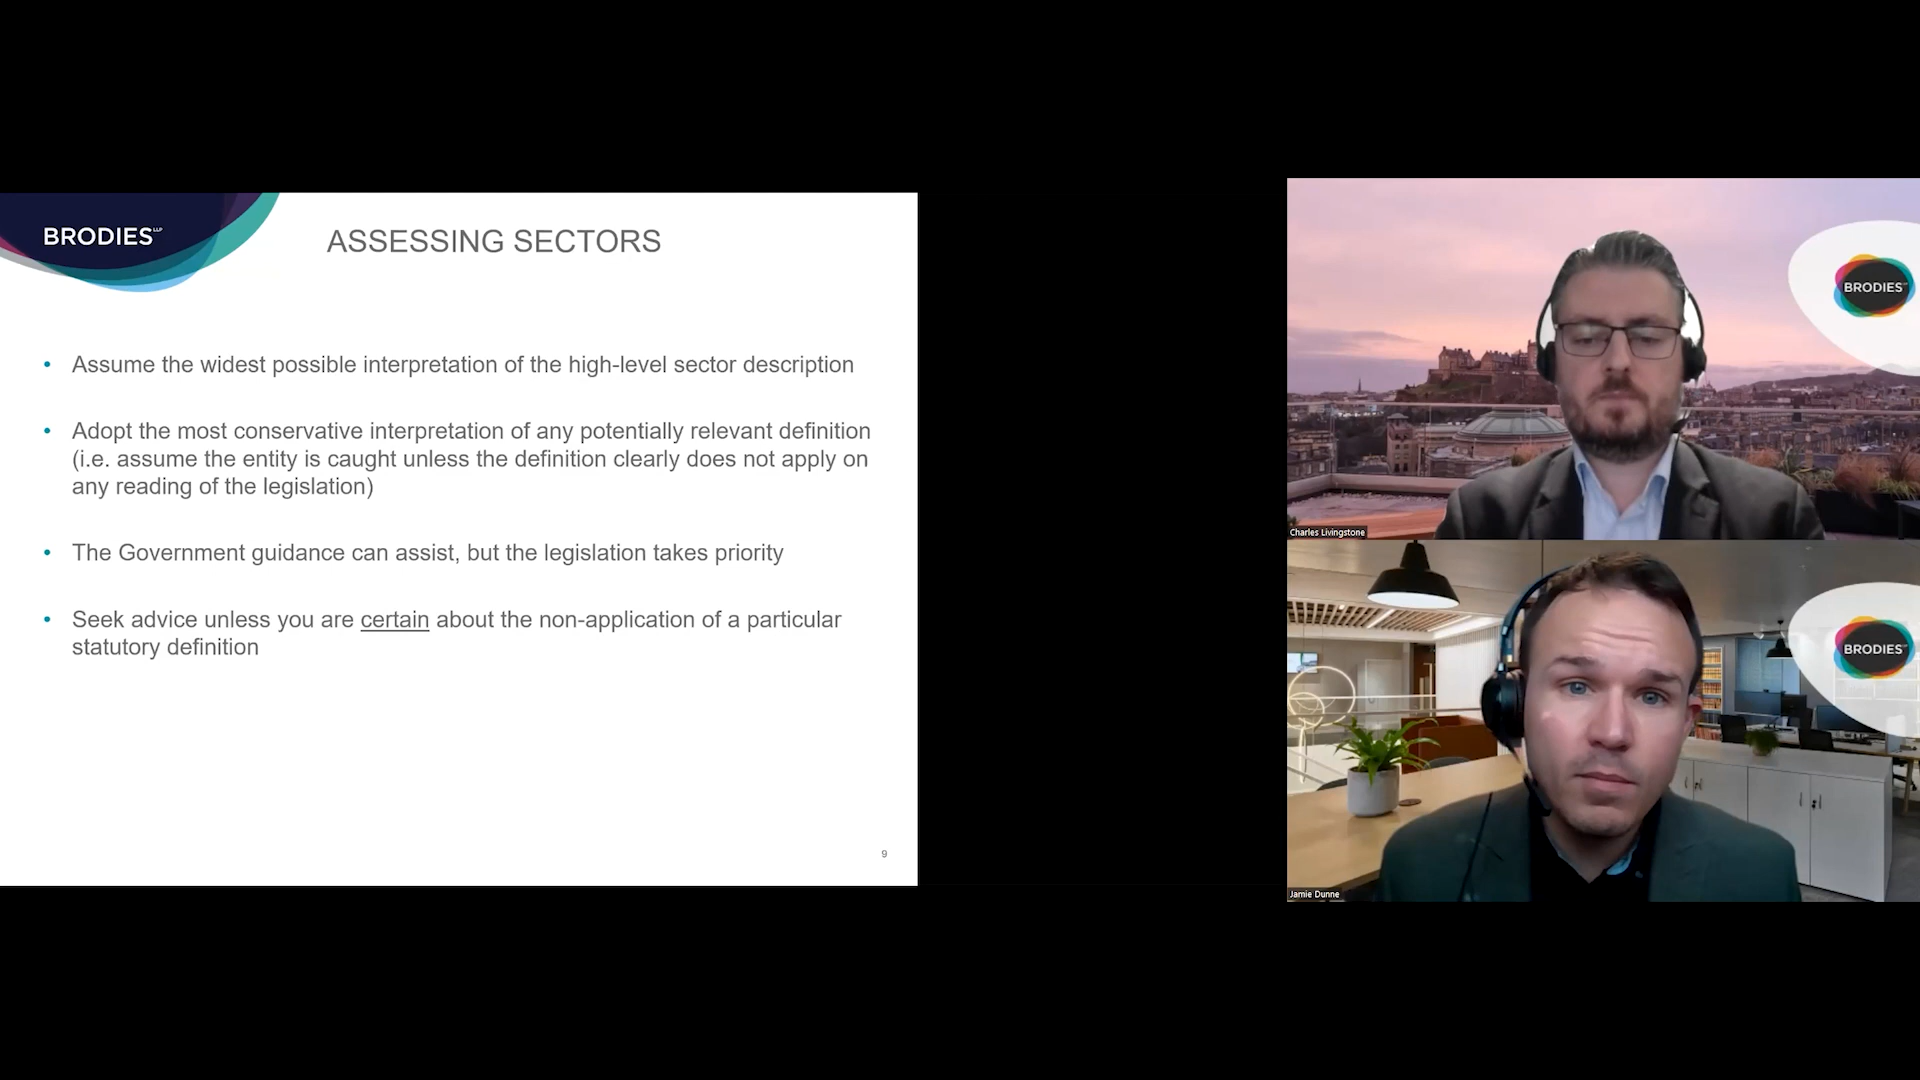 BRODIES LLP
ASSESSING SECTORS
• Assume the widest possible interpretation of the high-level sector description
• Adopt the most conservative interpretation of any potentially relevant definition
(i.e. assume the entity is caught unless the definition clearly does not apply on
any reading of the legislation)
• The Government guidance can assist, but the legislation takes priority
• Seek advice unless you are certain about the non-application of a particular
statutory definition
9
BRODIES
Charles Livingstone
BRODIES
Jamie Dunne